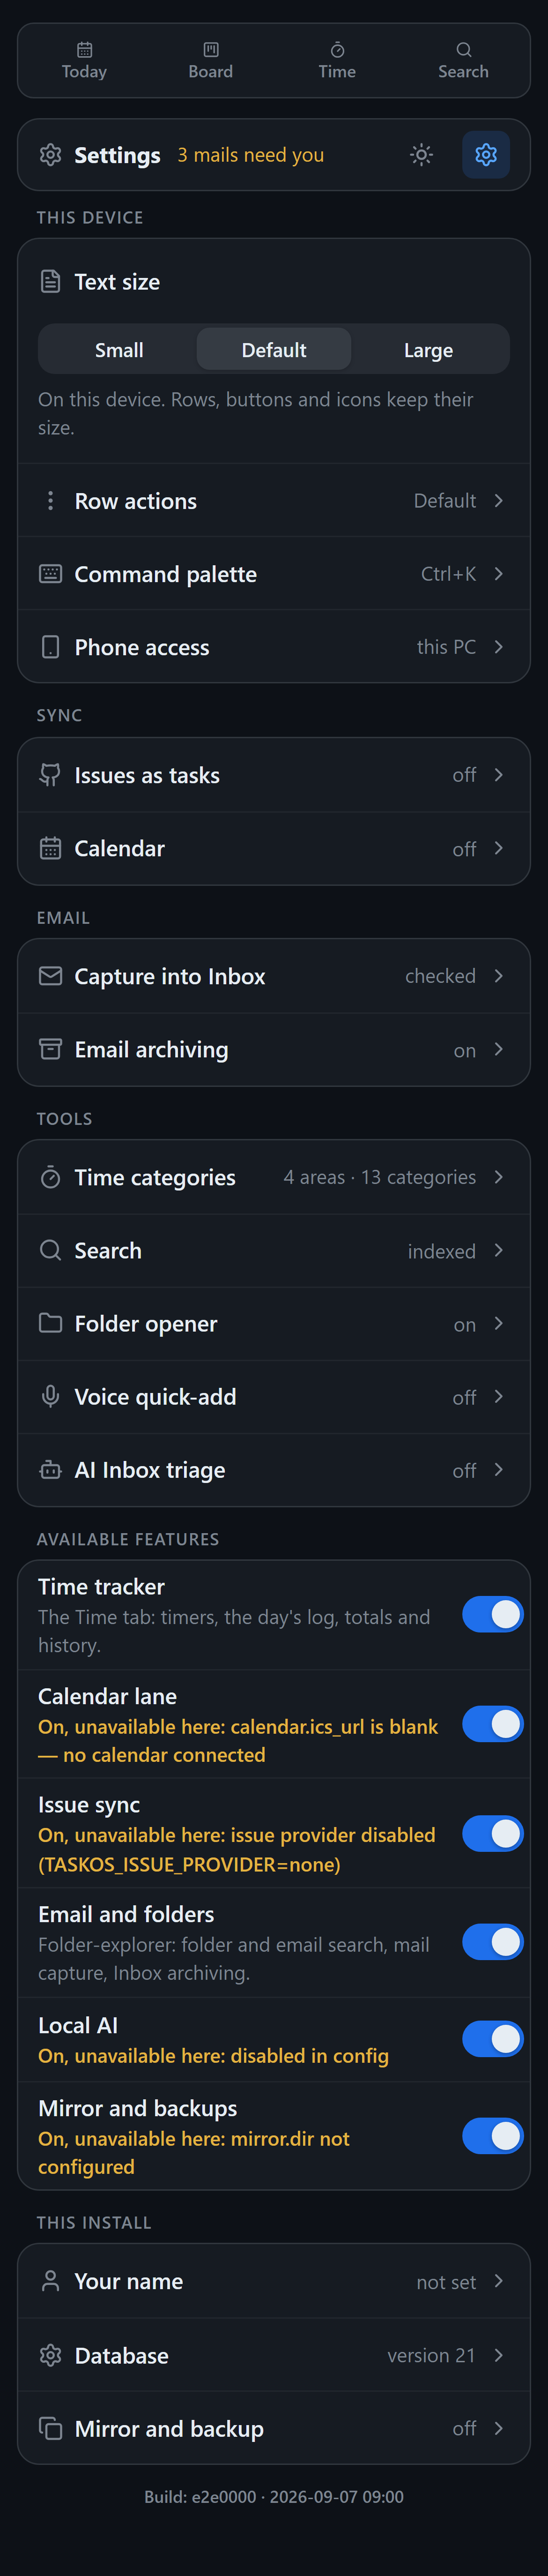 Today Board Time Search
Settings 3 mails need you
THIS DEVICE
Text size
Small Default Large
On this device. Rows, buttons and icons keep their
size.
Row actions Default
Command palette Ctrl+K
Phone access this PC
SYNC
Issues as tasks off
Calendar off
EMAIL
Capture into Inbox checked
Email archiving on
TOOLS
Time categories 4 areas · 13 categories
Search indexed
Folder opener on
Voice quick-add off
AI Inbox triage off
AVAILABLE FEATURES
Time tracker
The Time tab: timers, the day's log, totals and
history.
Calendar lane
On, unavailable here: calendar.ics_url is blank
— no calendar connected
Issue sync
On, unavailable here: issue provider disabled
(TASKOS_ISSUE_PROVIDER=none)
Email and folders
Folder-explorer: folder and email search, mail
capture, Inbox archiving.
Local AI
On, unavailable here: disabled in config
Mirror and backups
On, unavailable here: mirror.dir not
configured
THIS INSTALL
Your name not set
Database version 21
Mirror and backup off
Build: e2e0000 · 2026-09-07 09:00